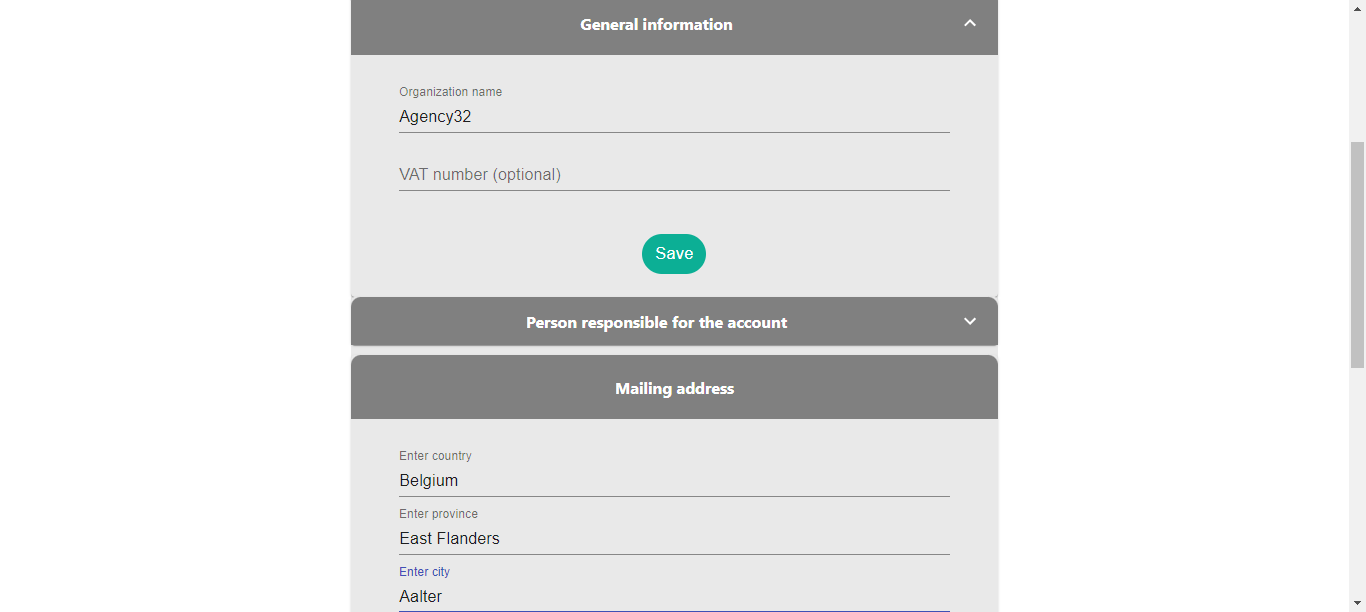 General information
Organization name
Agency32
VAT number (optional)
Save
Person responsible for the account
Mailing address
Enter country
Belgium
Enter province
East Flanders
Enter city
Aalter